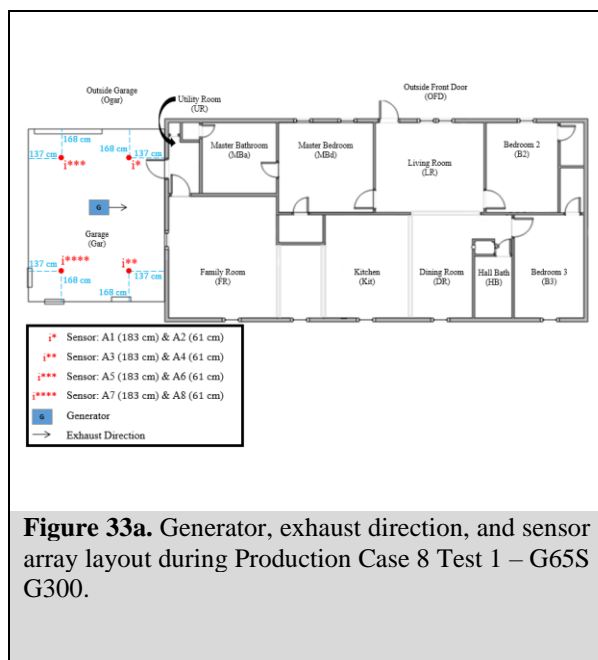 Outside Garage
(Ogar)
Utility Room
(UR)
Outside Front Door
(OFD)
168 cm
168 cm
137 cm
137 cm
i***
i*
Master Bathroom
(MBa)
Master Bedroom
(MBd)
Living Room
(LR)
Bedroom 2
(B2)
G
Garage
(Gar)
i****
i**
137 cm
137 cm
168 cm
168 cm
Family Room
(FR)
Kitchen
(Kit)
Dining Room
(DR)
Hall Bath
(HB)
Bedroom 3
(B3)
i* Sensor: A1 (183 cm) & A2 (61 cm)
i** Sensor: A3 (183 cm) & A4 (61 cm)
i*** Sensor: A5 (183 cm) & A6 (61 cm)
i**** Sensor: A7 (183 cm) & A8 (61 cm)
G Generator
Exhaust Direction
Figure 33a. Generator, exhaust direction, and sensor
array layout during Production Case 8 Test 1 – G65S
G300.